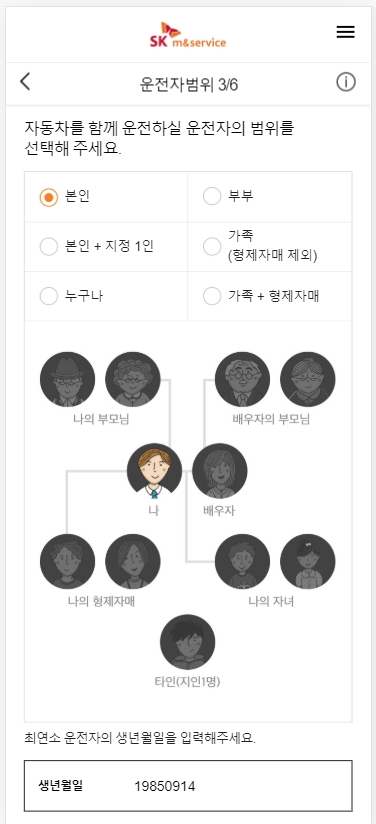 SK m&service
운전자범위 3/6
자동차를 함께 운전하실 운전자의 범위를
선택해 주세요.
본인
부부
본인 + 지정 1인
가족
(형제자매 제외)
누구나
가족 + 형제자매
나의 부모님
배우자의 부모님
나
배우자
나의 형제자매
나의 자녀
타인(지인1명)
최연소 운전자의 생년월일을 입력해주세요.
생년월일 19850914